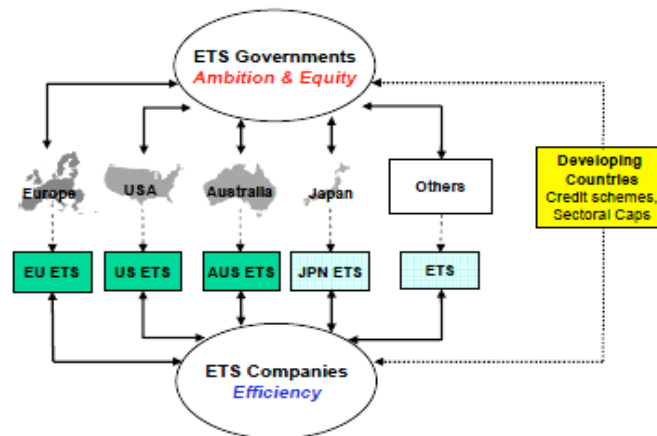 ETS Governments
Ambition & Equity
Europe
USA
Australia
Japan
Others
Developing
Countries
Credit schemes,
Sectoral Caps
EU ETS
US ETS
AUS ETS
JPN ETS
ETS
ETS Companies
Efficiency